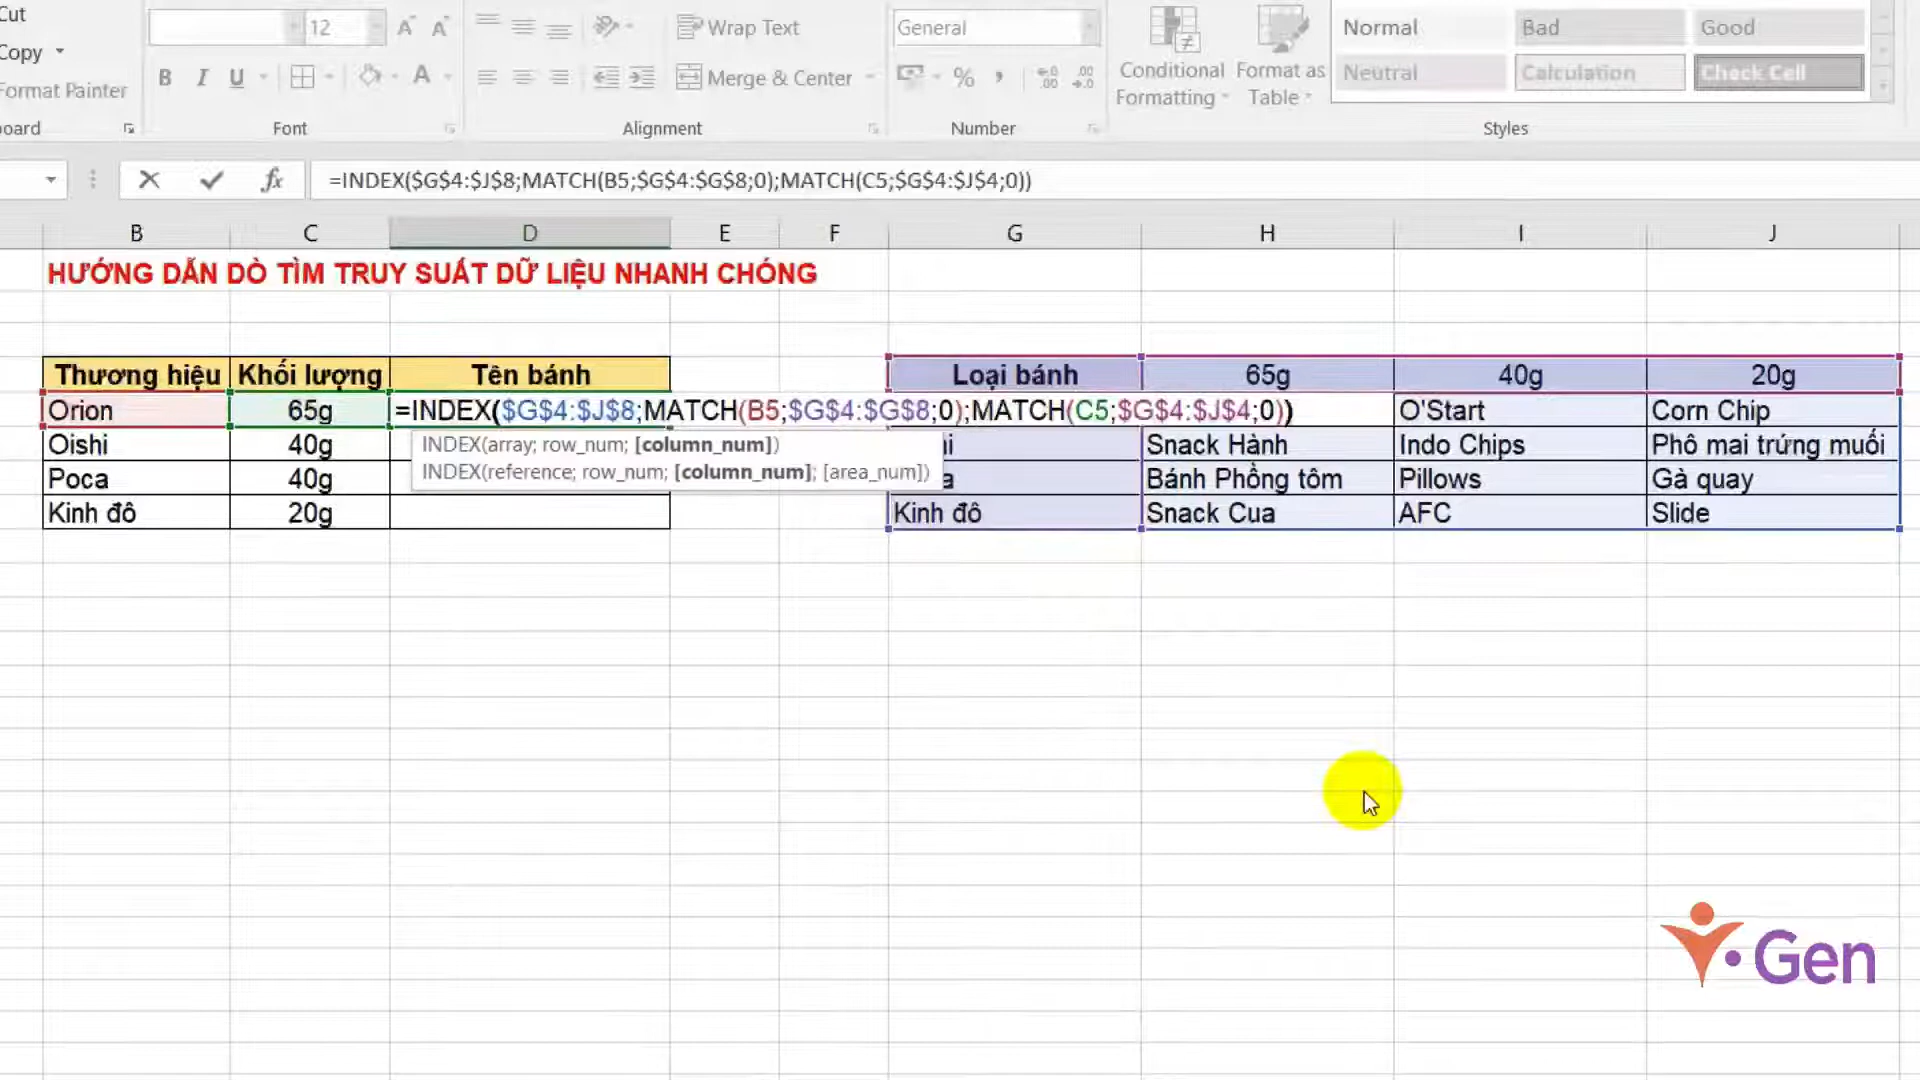 Cut
12
Wrap Text
General
Normal
Bad
Good
Copy
Format Painter
B I U
A
Merge & Center
%
Conditional Formatting
Format as Table
Neutral
Calculation
Check Cell
board
Font
Alignment
Number
Styles
fx
=INDEX($G$4:$J$8;MATCH(B5;$G$4:$G$8;0);MATCH(C5;$G$4:$J$4;0))
B C D E F G H I J
HƯỚNG DẪN DÒ TÌM TRUY SUẤT DỮ LIỆU NHANH CHÓNG
Thương hiệu Khối lượng Tên bánh Loại bánh 65g 40g 20g
Orion 65g =INDEX($G$4:$J$8;MATCH(B5;$G$4:$G$8;0);MATCH(C5;$G$4:$J$4;0)) O'Start Corn Chip
Oishi 40g INDEX(array; row_num; [column_num]) Snack Hành Indo Chips Phô mai trứng muối
INDEX(reference; row_num; [column_num]; [area_num])
Poca 40g Bánh Phồng tôm Pillows Gà quay
Kinh đô 20g Kinh đô Snack Cua AFC Slide
Gen